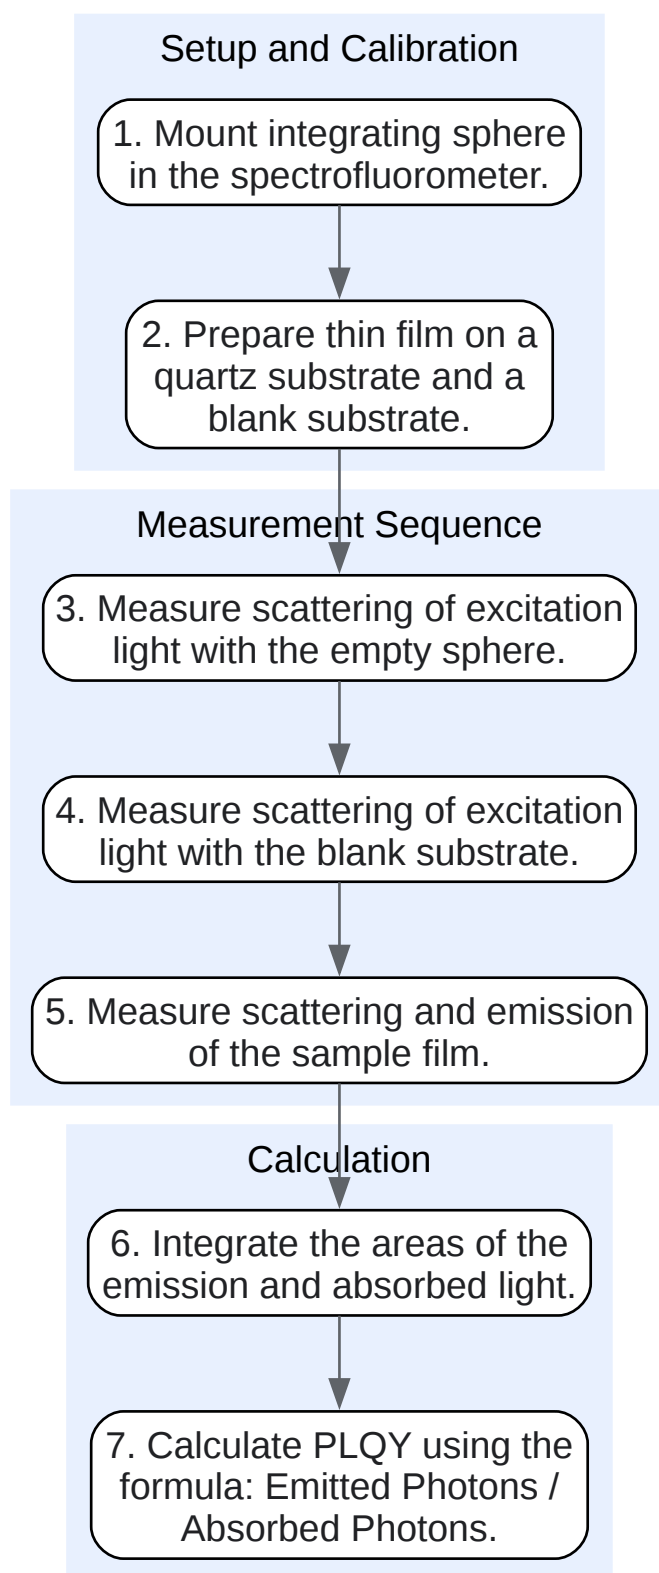 Setup and Calibration
1. Mount integrating sphere
in the spectrofluorometer.
2. Prepare thin film on a
quartz substrate and a
blank substrate.
Measurement Sequence
3. Measure scattering of excitation
light with the empty sphere.
4. Measure scattering of excitation
light with the blank substrate.
5. Measure scattering and emission
of the sample film.
Calculation
6. Integrate the areas of the
emission and absorbed light.
7. Calculate PLQY using the
formula: Emitted Photons /
Absorbed Photons.